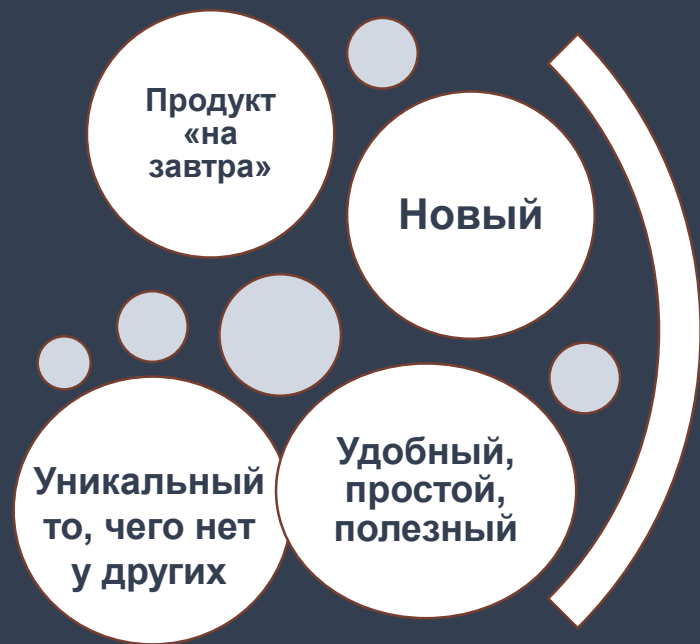 Продукт
«на
завтра»
Новый
Уникальный
то, чего нет
у других
Удобный,
простой,
полезный